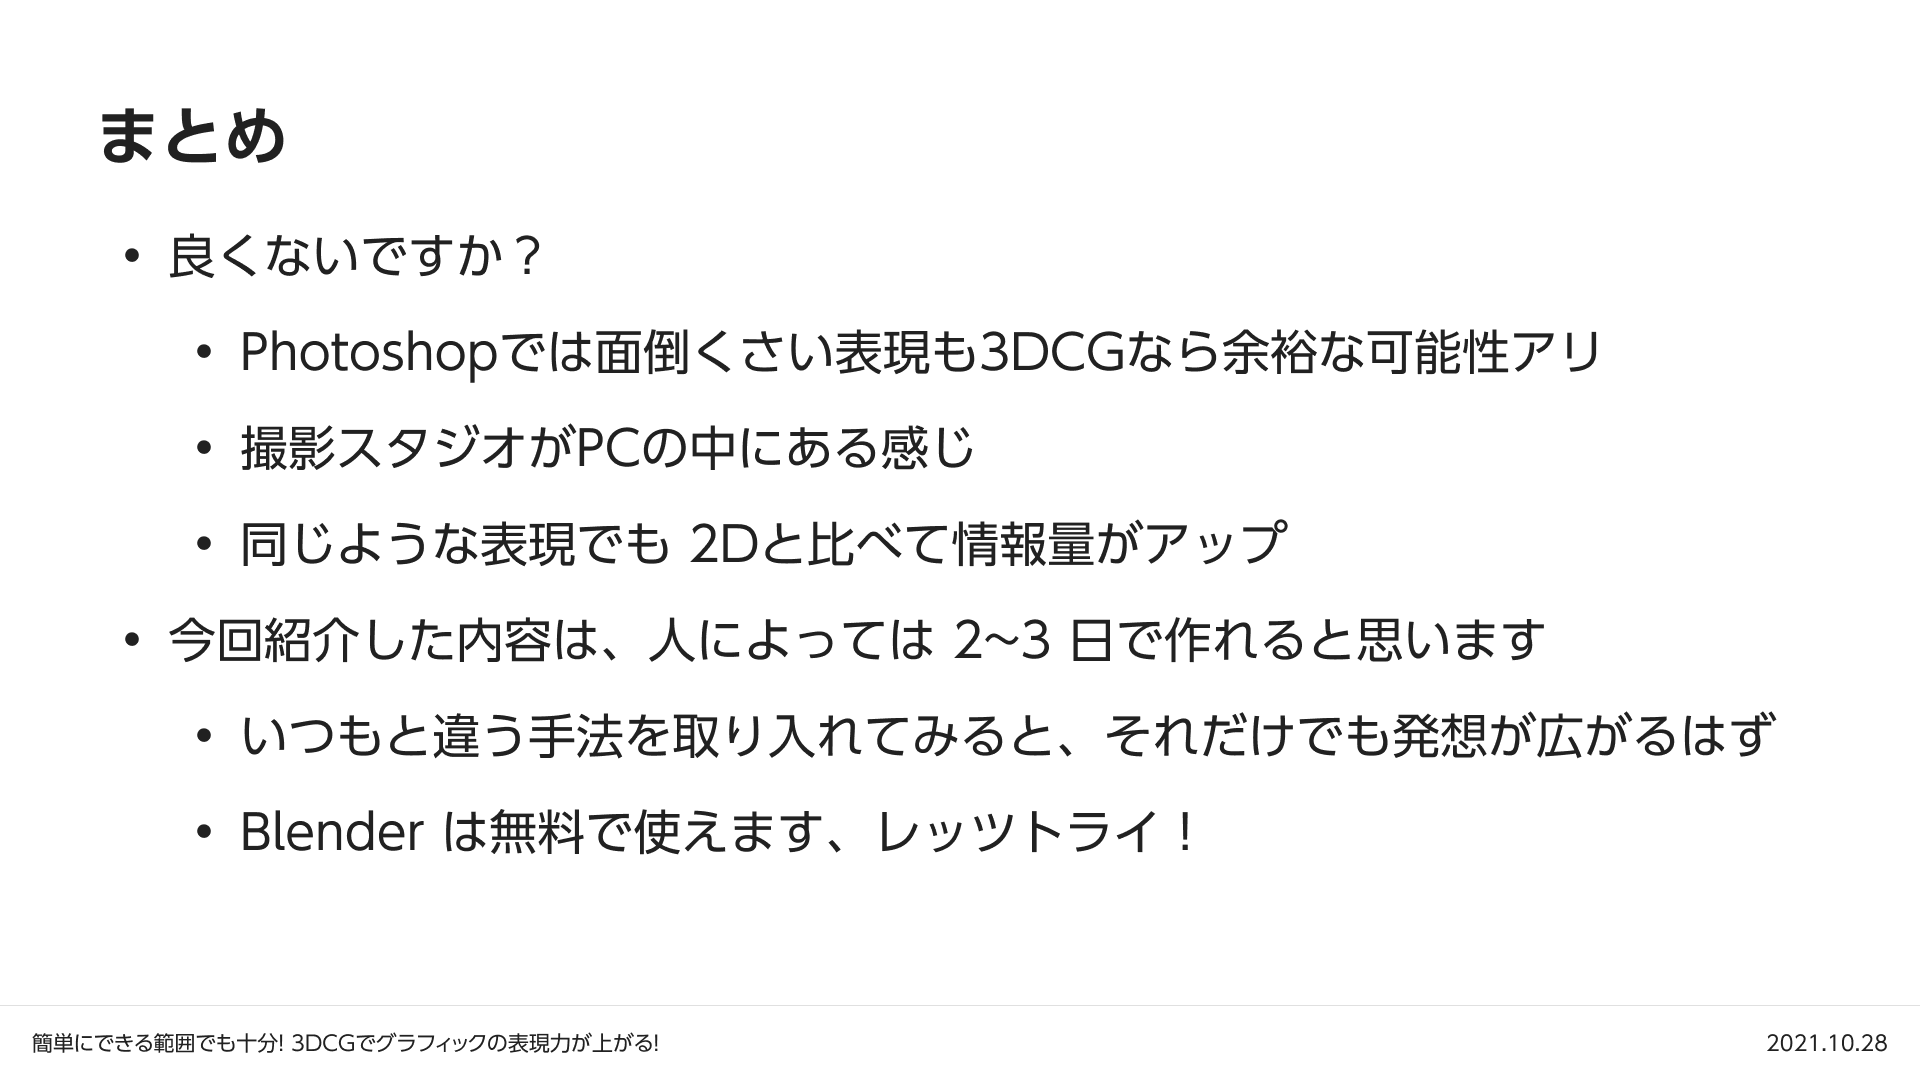 まとめ
• 良くないですか？
• Photoshopでは面倒くさい表現も3DCGなら余裕な可能性アリ
• 撮影スタジオがPCの中にある感じ
• 同じような表現でも 2Dと比べて情報量がアップ
• 今回紹介した内容は、人によっては 2~3 日で作れると思います
• いつもと違う手法を取り入れてみると、それだけでも発想が広がるはず
• Blender は無料で使えます、レッツトライ！
簡単にできる範囲でも十分! 3DCGでグラフィックの表現力が上がる!
2021.10.28